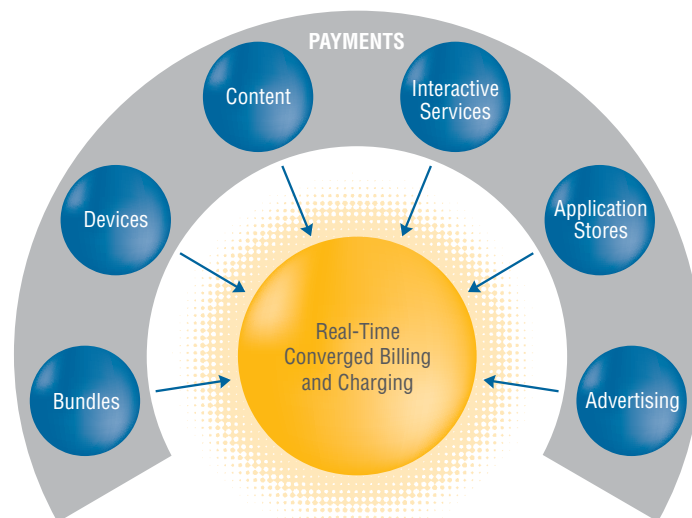 PAYMENTS
Content
Interactive
Services
Devices
Application
Stores
Real-Time
Converged Billing
and Charging
Bundles
Advertising